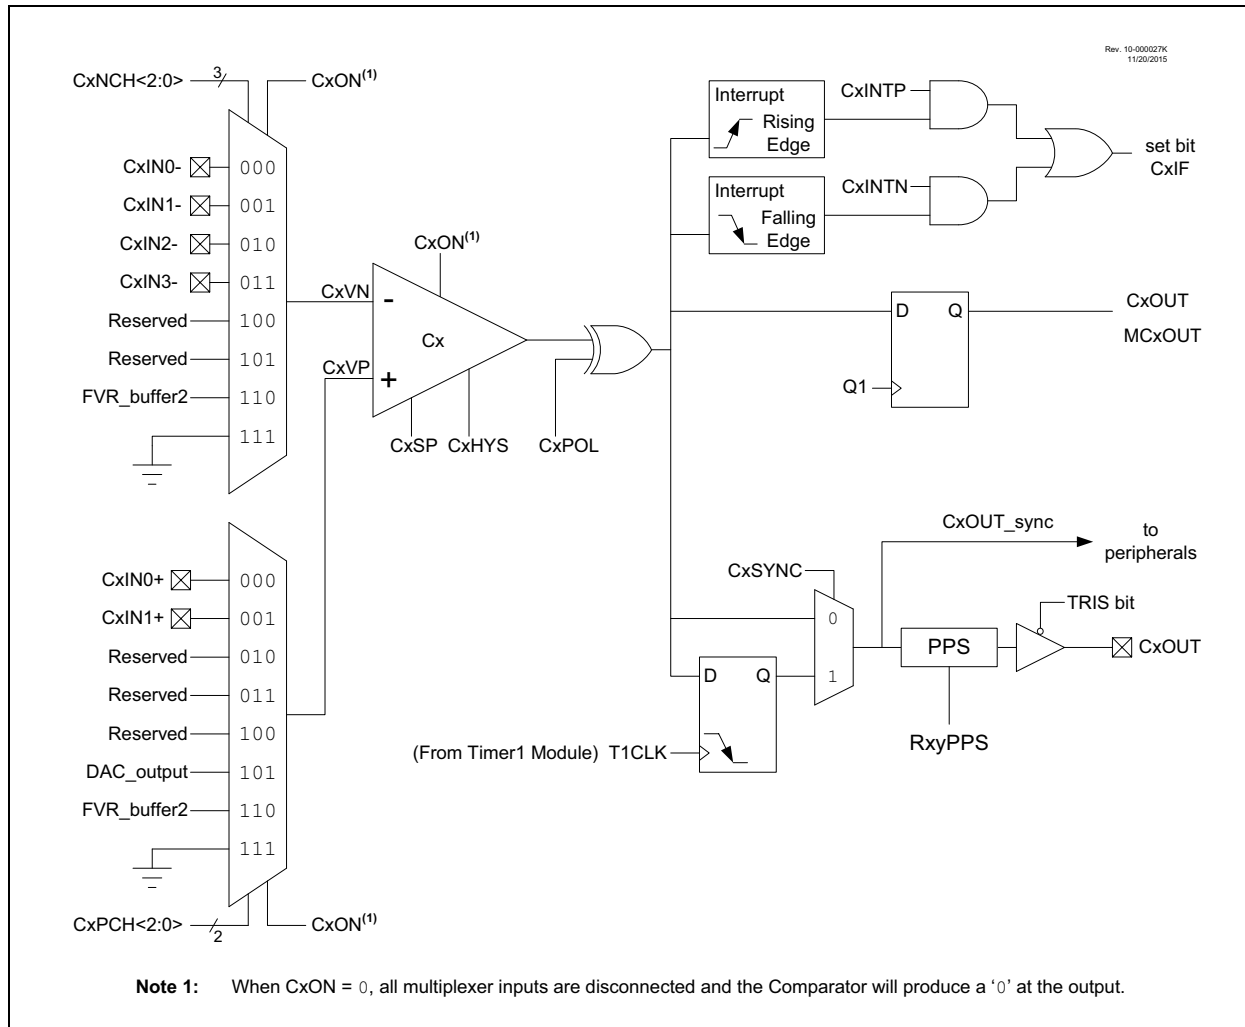 Rev. 10-000027K
11/20/2015
CxNCH<2:0>
3
CxON(1)
CxIN0-
000
CxIN1-
001
CxIN2-
010
CxIN3-
011
Reserved
100
Reserved
101
FVR_buffer2
110
111
CxVN
CxVP
CxON(1)
-
Cx
+
CxSP
CxHYS
CxPOL
Interrupt
Rising
Edge
CxINTP
Interrupt
Falling
Edge
CxINTN
set bit
CxIF
D
Q
Q1
CxOUT
MCxOUT
CxIN0+
000
CxIN1+
001
Reserved
010
Reserved
011
Reserved
100
DAC_output
101
FVR_buffer2
110
111
CxPCH<2:0>
2
CxON(1)
CxOUT_sync
to
peripherals
CxSYNC
0
1
D
Q
(From Timer1 Module) T1CLK
PPS
RxyPPS
TRIS bit
CxOUT
Note 1: When CxON = 0, all multiplexer inputs are disconnected and the Comparator will produce a ‘0’ at the output.